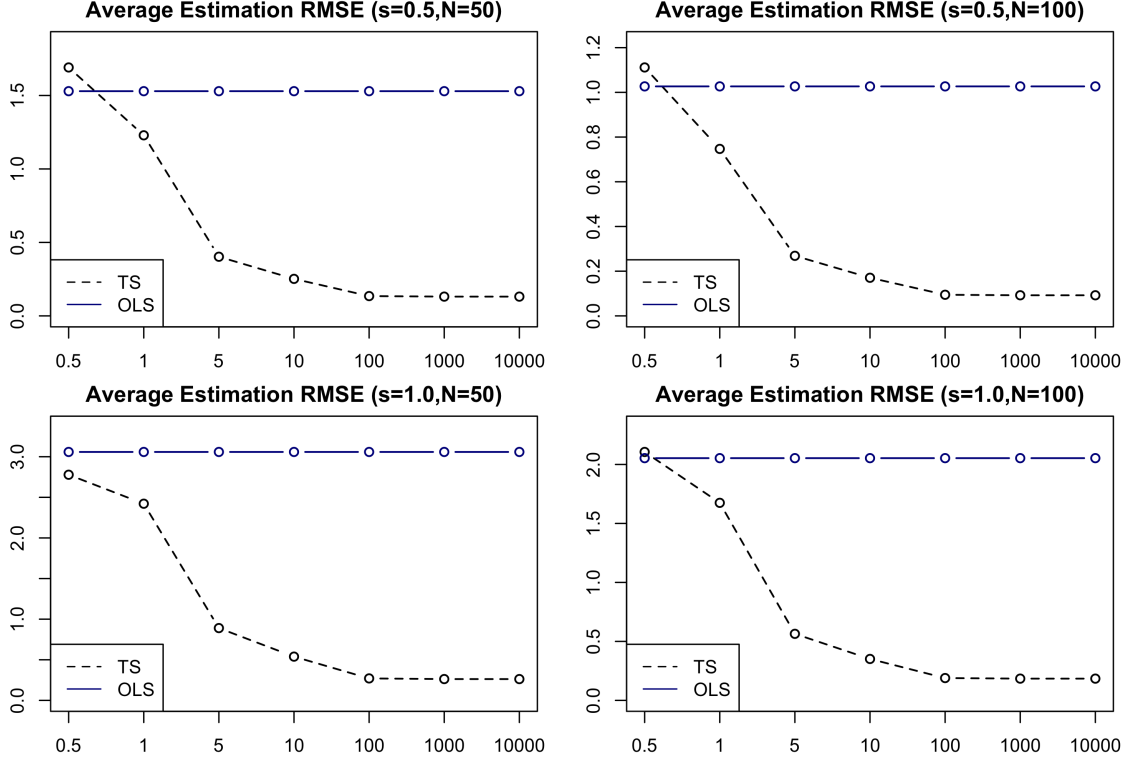 Average Estimation RMSE (s=0.5,N=50)
1.5
1.0
0.5
0.0
TS
OLS
0.5 1 5 10 100 1000 10000
Average Estimation RMSE (s=0.5,N=100)
1.2
1.0
0.8
0.6
0.4
0.2
0.0
TS
OLS
0.5 1 5 10 100 1000 10000
Average Estimation RMSE (s=1.0,N=50)
3.0
2.0
1.0
0.0
TS
OLS
0.5 1 5 10 100 1000 10000
Average Estimation RMSE (s=1.0,N=100)
2.0
1.5
1.0
0.5
0.0
TS
OLS
0.5 1 5 10 100 1000 10000